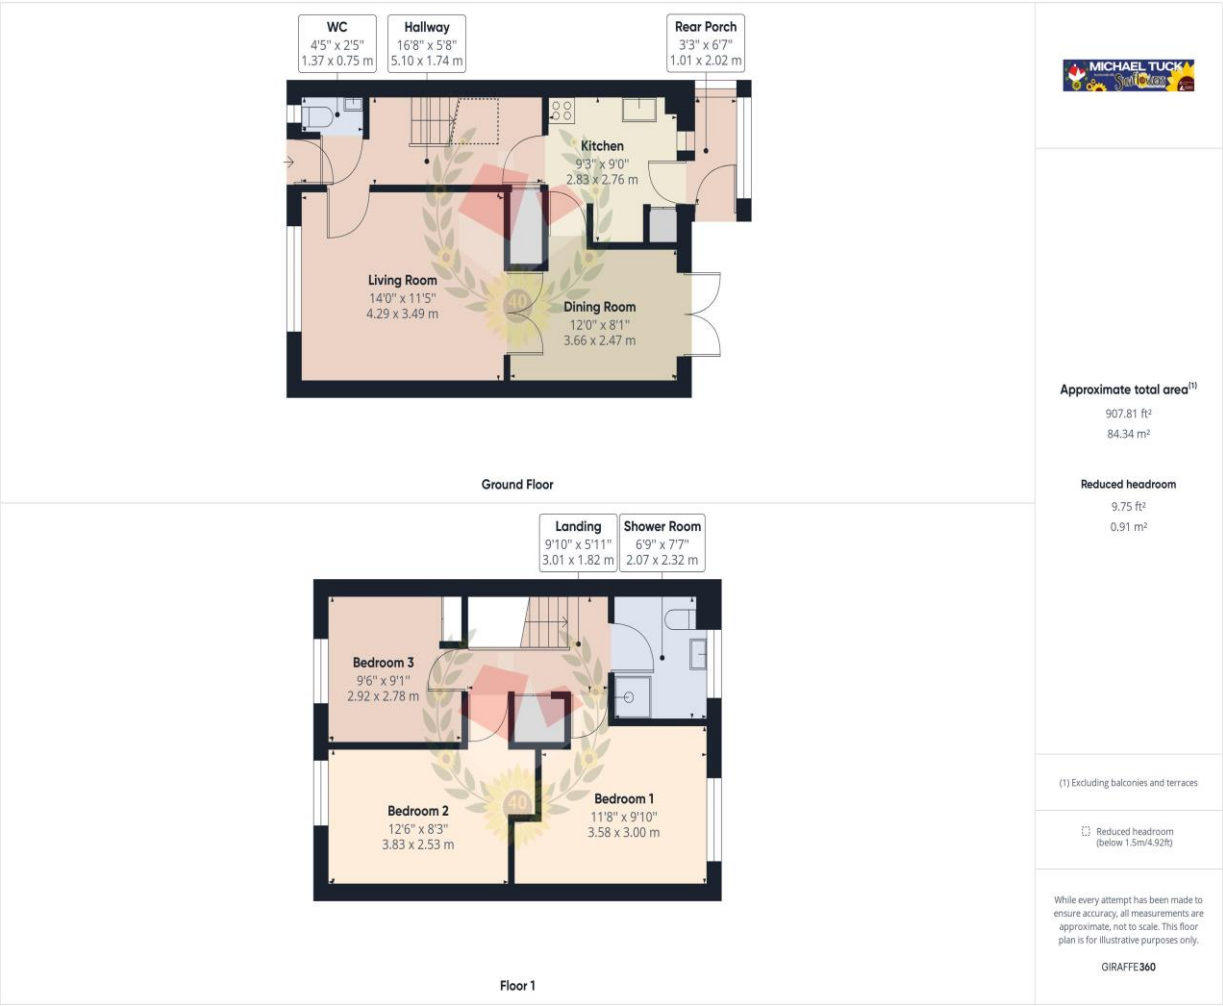 WC
4'5" x 2'5"
1.37 x 0.75 m
Hallway
16'8" x 5'8"
5.10 x 1.74 m
Rear Porch
3'3" x 6'7"
1.01 x 2.02 m
Kitchen
9'3" x 9'0"
2.83 x 2.76 m
Living Room
14'0" x 11'5"
4.29 x 3.49 m
40
Dining Room
12'0" x 8'1"
3.66 x 2.47 m
Ground Floor
Landing
9'10" x 5'11"
3.01 x 1.82 m
Shower Room
6'9" x 7'7"
2.07 x 2.32 m
Bedroom 3
9'6" x 9'1"
2.92 x 2.78 m
Bedroom 2
12'6" x 8'3"
3.83 x 2.53 m
40
Bedroom 1
11'8" x 9'10"
3.58 x 3.00 m
Floor 1
MICHAEL TUCK
Sunflowers
Approximate total area(1)
907.81 ft²
84.34 m²
Reduced headroom
9.75 ft²
0.91 m²
(1) Excluding balconies and terraces
Reduced headroom
(below 1.5m/4.92ft)
While every attempt has been made to
ensure accuracy, all measurements are
approximate, not to scale. This floor
plan is for illustrative purposes only.
GIRAFFE360